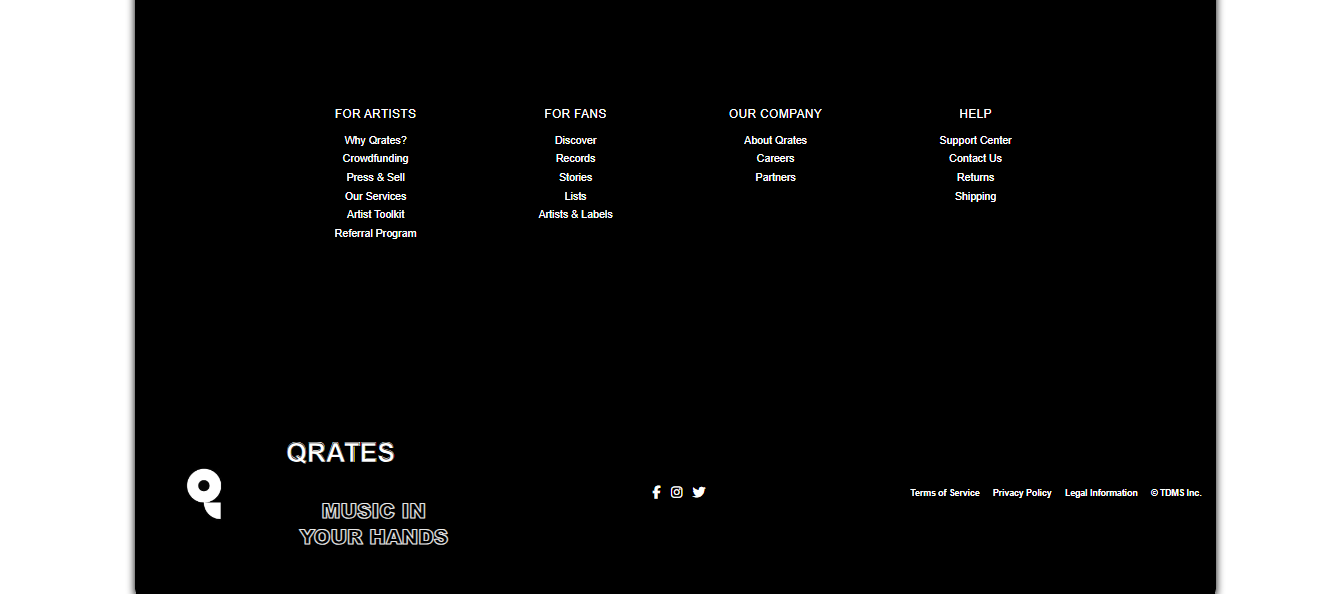 FOR ARTISTS
Why Qrates?
Crowdfunding
Press & Sell
Our Services
Artist Toolkit
Referral Program
FOR FANS
Discover
Records
Stories
Lists
Artists & Labels
OUR COMPANY
About Qrates
Careers
Partners
HELP
Support Center
Contact Us
Returns
Shipping
QRATES
MUSIC IN
YOUR HANDS
Terms of Service Privacy Policy Legal Information © TDMS Inc.